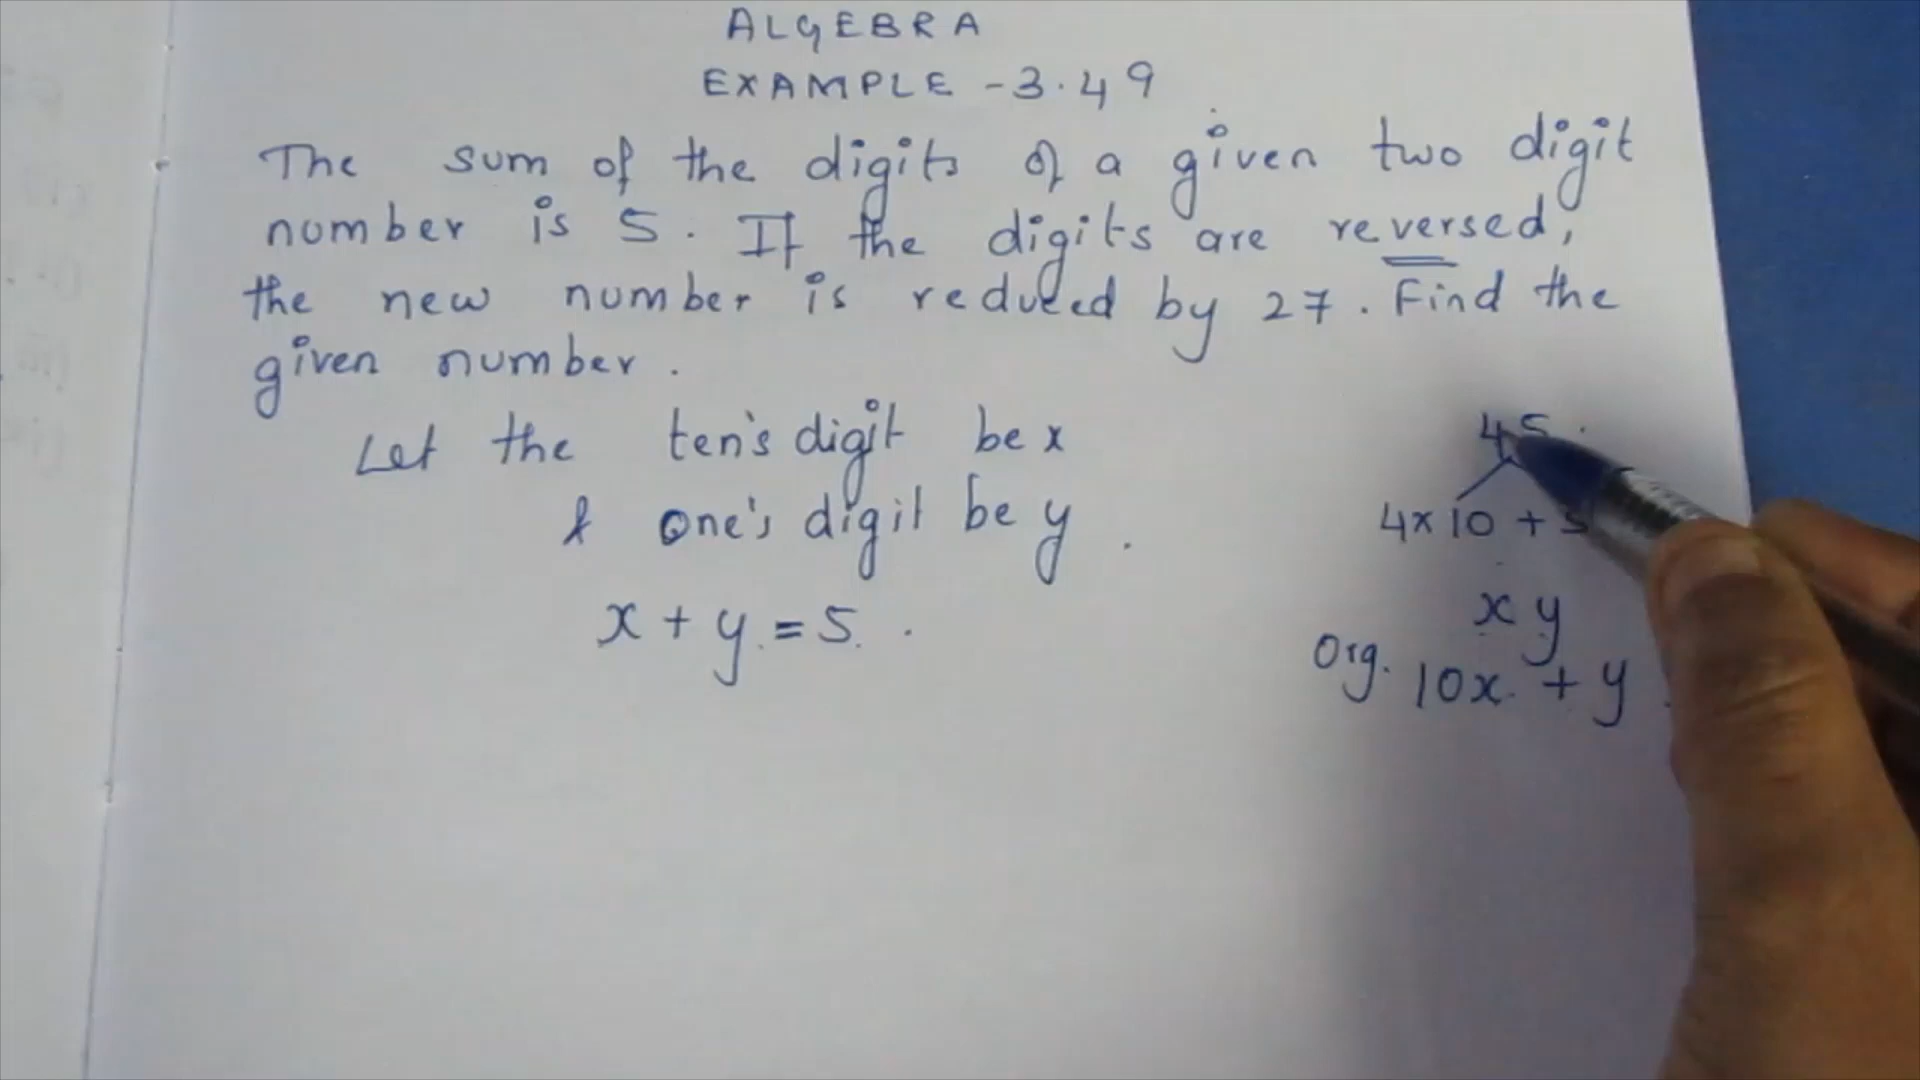 ALGEBRA
EXAMPLE - 3.49
The sum of the digits of a given two digit
number is 5. If the digits are reversed,
the new number is reduced by 27. Find the
given number.
Let the ten's digit be x
& one's digit be y.
x + y = 5.
45
4x10 + 5
xy
Org. 10x + y